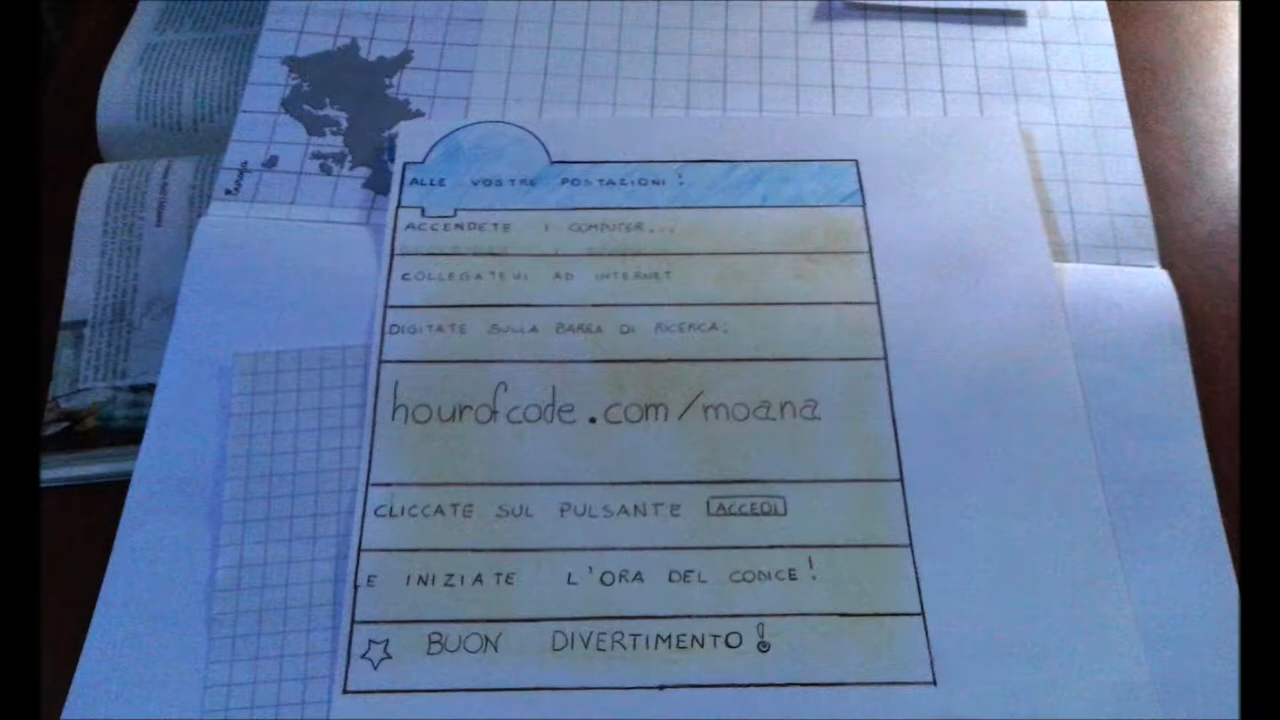 ALLE VOSTRE POSTAZIONI!
ACCENDETE I COMPUTER...
COLLEGATEVI AD INTERNET
DIGITATE SULLA BARRA DI RICERCA:
hourofcode.com/moana
CLICCATE SUL PULSANTE ACCEDI
E INIZIATE L'ORA DEL CODICE!
BUON DIVERTIMENTO!